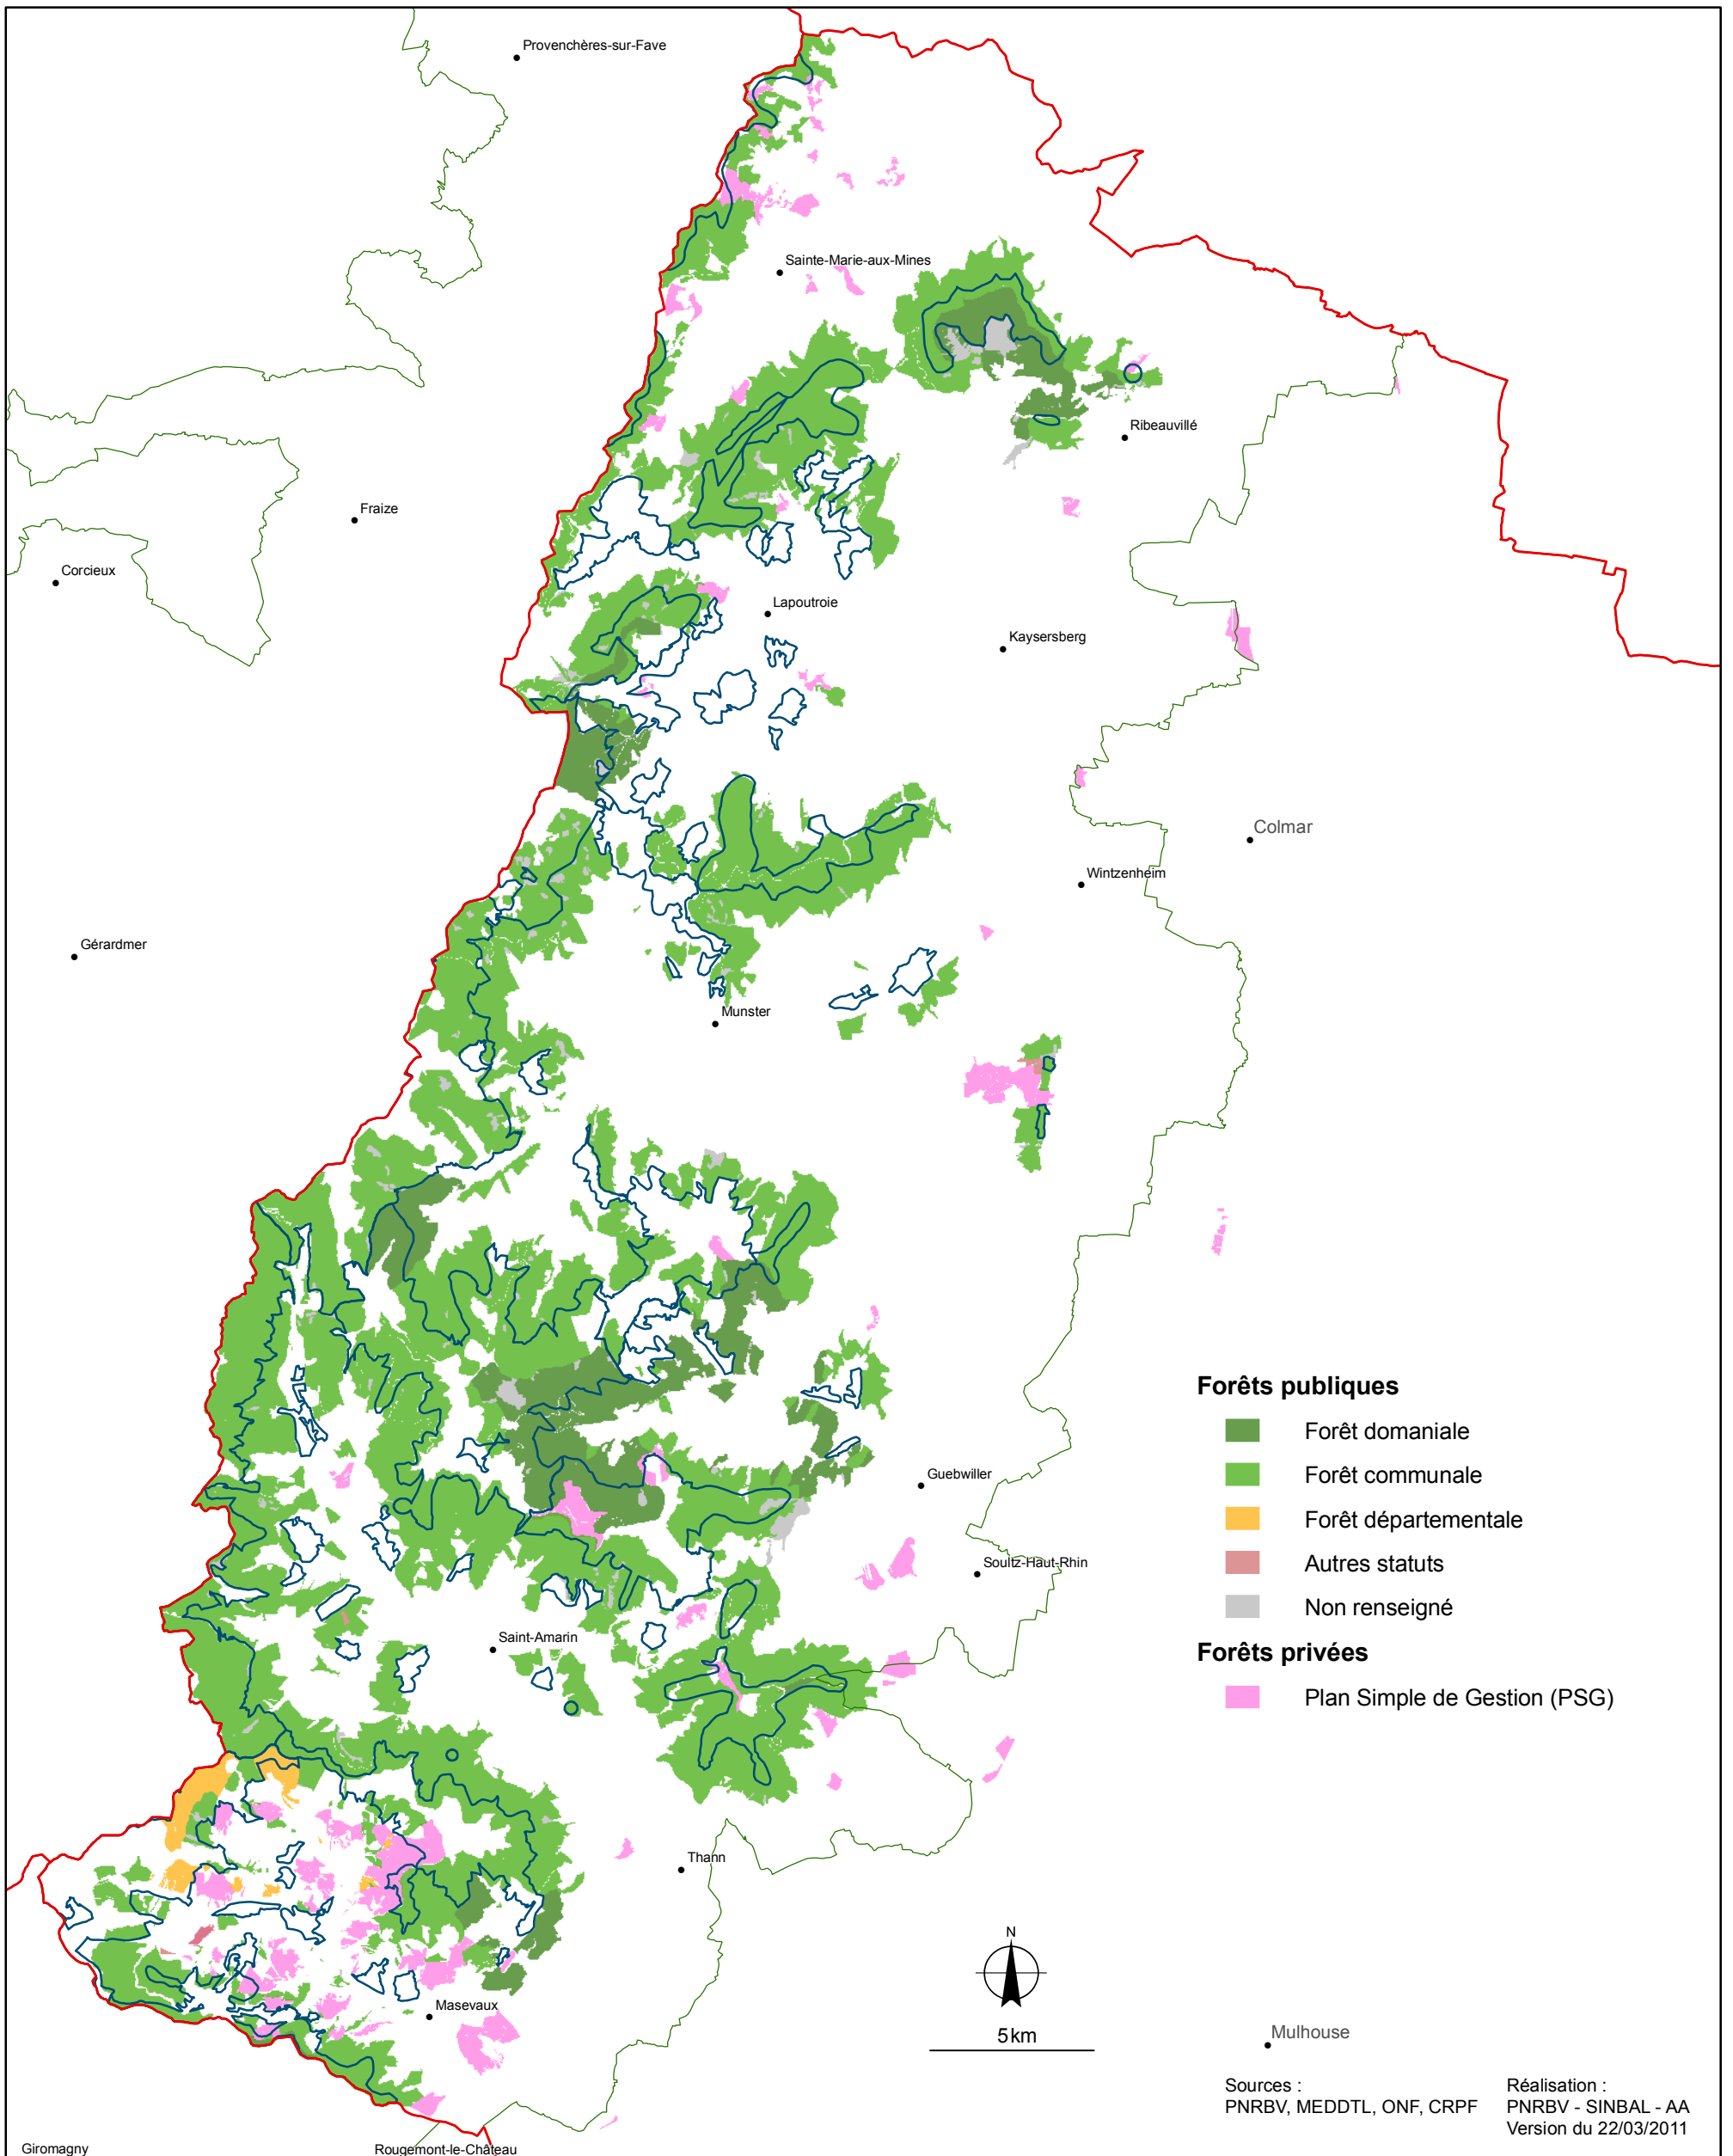 Provenchères-sur-Fave
Sainte-Marie-aux-Mines
Ribeauvillé
Fraize
Corcieux
Lapoutroie
Kaysersberg
Colmar
Wintzenheim
Gérardmer
Munster
Forêts publiques
Forêt domaniale
Forêt communale
Guebwiller
Forêt départementale
Soultz-Haut-Rhin
Autres statuts
Non renseigné
Saint-Amarin
Forêts privées
Plan Simple de Gestion (PSG)
Thann
N
Masevaux
5 km
Mulhouse
Sources :
PNRBV, MEDDTL, ONF, CRPF
Réalisation :
PNRBV - SINBAL - AA
Version du 22/03/2011
Giromagny
Rougemont-le-Château